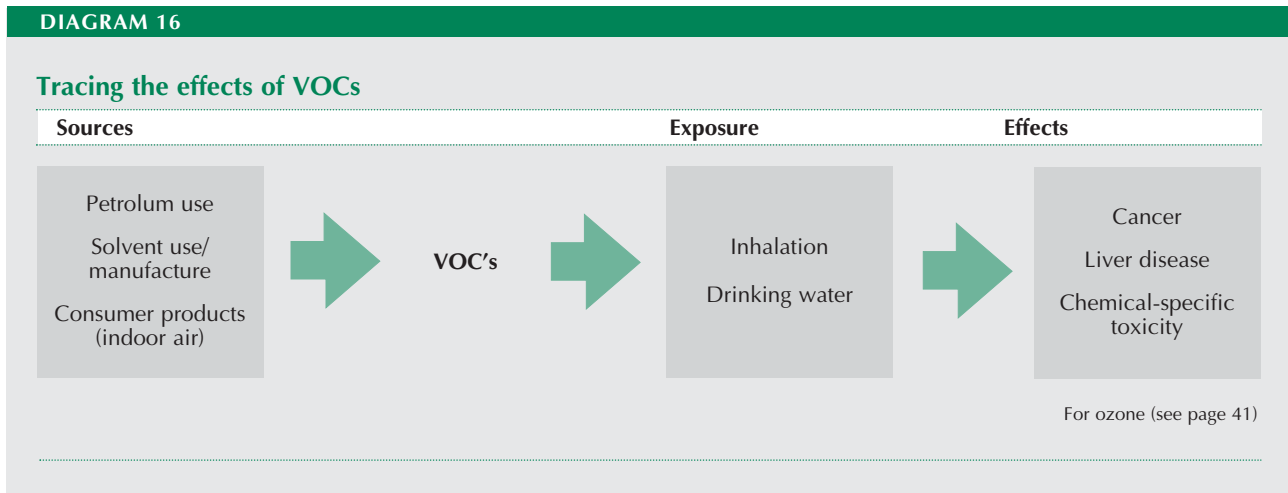 DIAGRAM 16
Tracing the effects of VOCs
Sources
Exposure
Effects
Petrolum use
Solvent use/
manufacture
Consumer products
(indoor air)
VOC's
Inhalation
Drinking water
Cancer
Liver disease
Chemical-specific
toxicity
For ozone (see page 41)